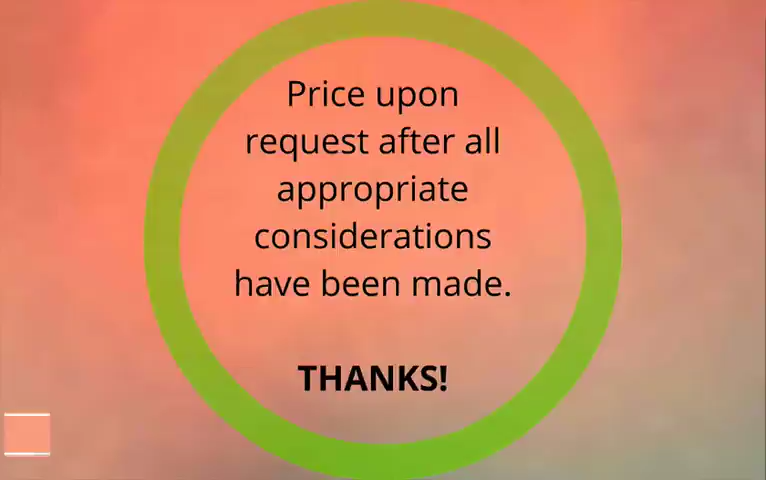 Price upon
request after all
appropriate
considerations
have been made.
THANKS!